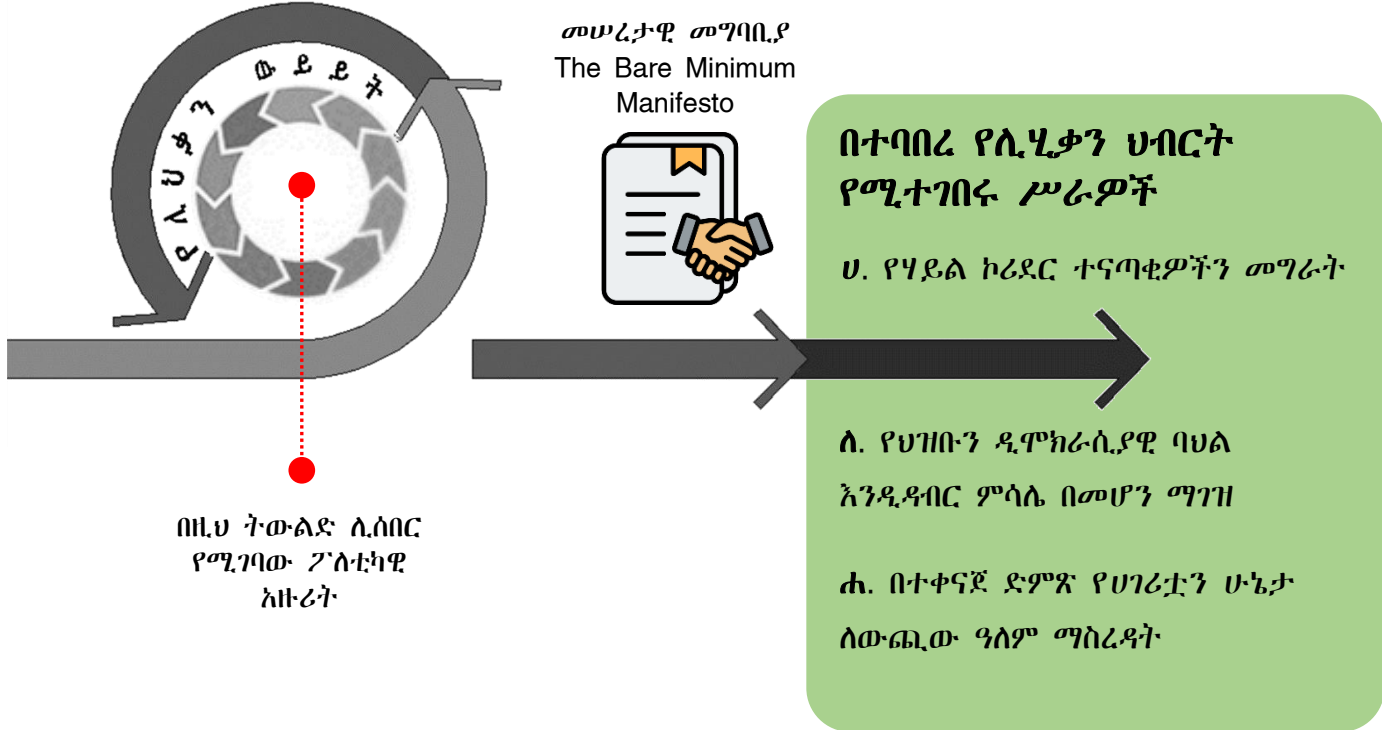 የሊህቃን ውይይት
መሠረታዊ መግባቢያ
The Bare Minimum
Manifesto
በዚህ ትውልድ ሊሰበር
የሚገባው ፖለቲካዊ
አዙሪት
በተባበረ የሊሂቃን ህብርት
የሚተገበሩ ሥራዎች
ሀ. የሃይል ኮሪደር ተናጣቂዎችን መግራት
ለ. የህዝቡን ዲሞክራሲያዊ ባህል
እንዲዳብር ምሳሌ በመሆን ማገዝ
ሐ. በተቀናጀ ድምጽ የሀገሪቷን ሁኔታ
ለውጪው ዓለም ማስረዳት